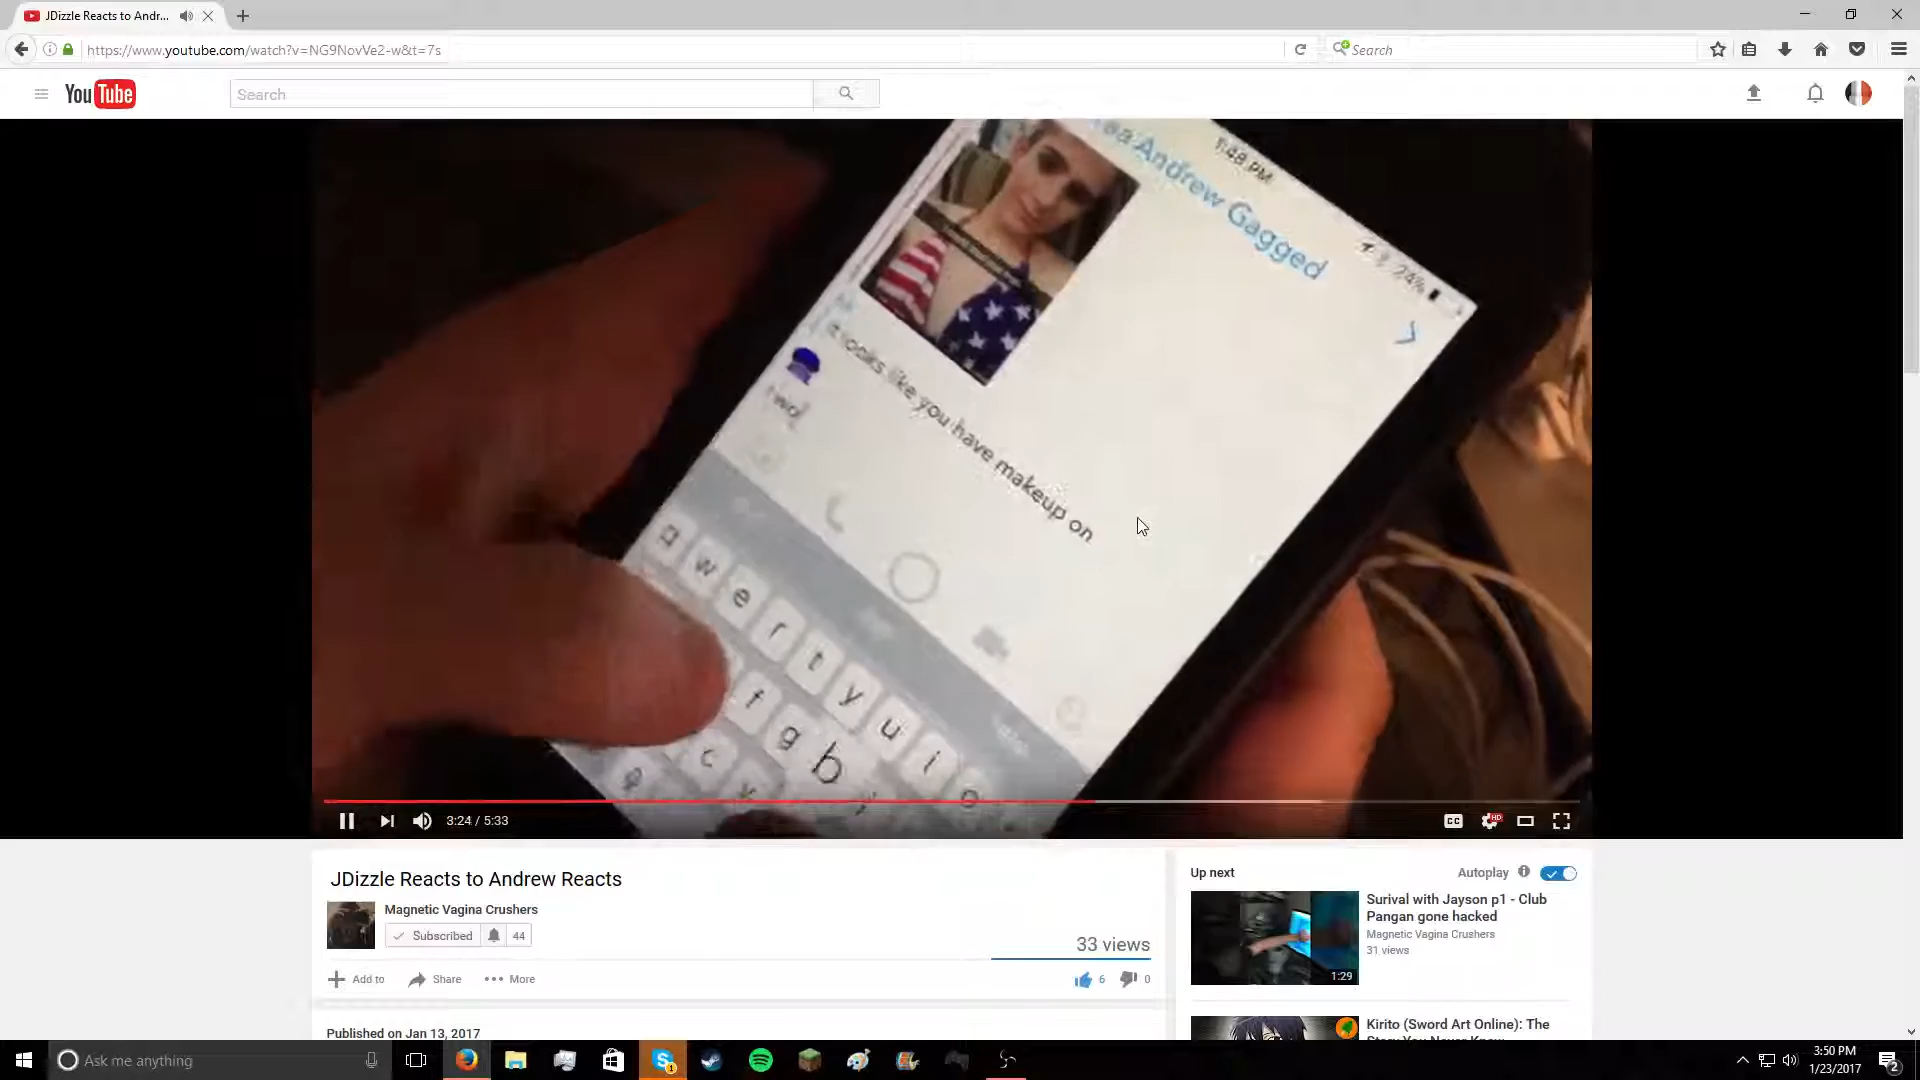 JDizzle Reacts to Andr...
https://www.youtube.com/watch?v=NG9NovVe2-w&t=7s
Search
YouTube
Search
1:48 PM
24%
Andrew Gagged
looks like you have makeup on
q w e r t y u i o
f g b
c
3:24 / 5:33
CC
HD
JDizzle Reacts to Andrew Reacts
Magnetic Vagina Crushers
Subscribed 44
33 views
Add to Share More
6 0
Published on Jan 13, 2017
Up next
Autoplay
Surival with Jayson p1 - Club
Pangan gone hacked
Magnetic Vagina Crushers
31 views
1:29
Kirito (Sword Art Online): The
Ask me anything
3:50 PM
1/23/2017
2